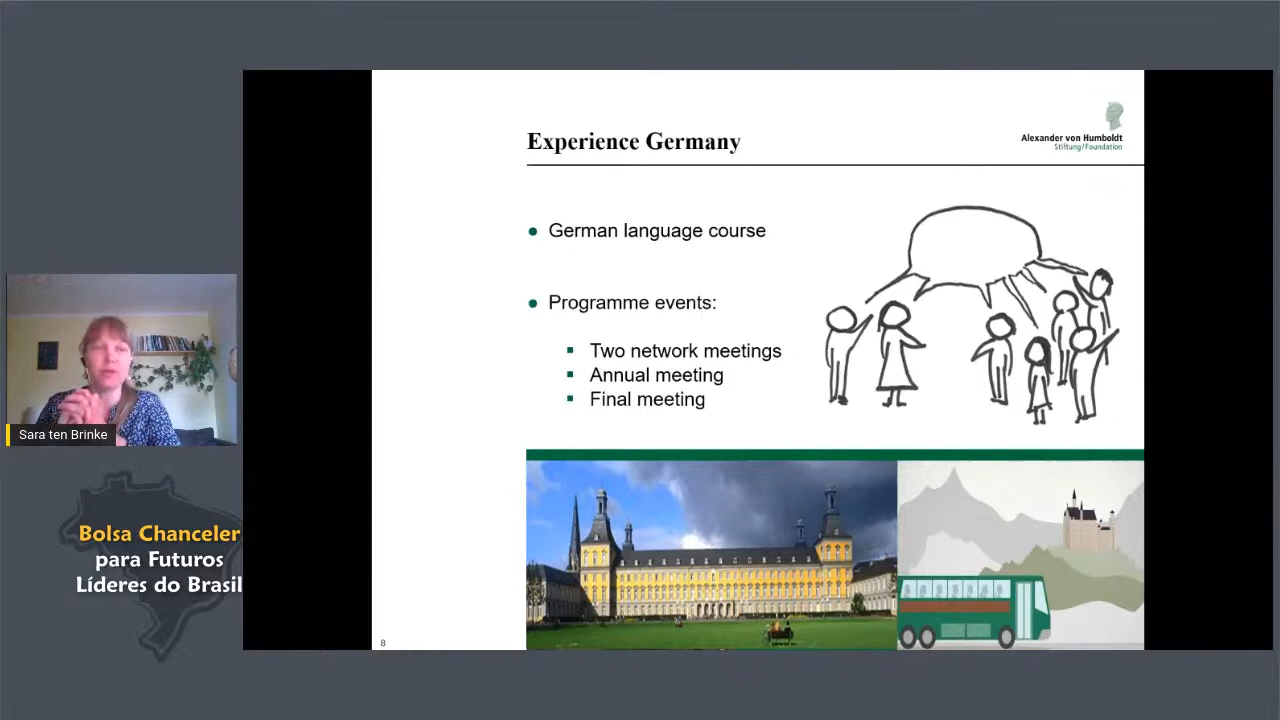 Experience Germany
Alexander von Humboldt
Stiftung/Foundation
German language course
Programme events:
Two network meetings
Annual meeting
Final meeting
8
Sara ten Brinke
Bolsa Chanceler
para Futuros
Líderes do Brasil